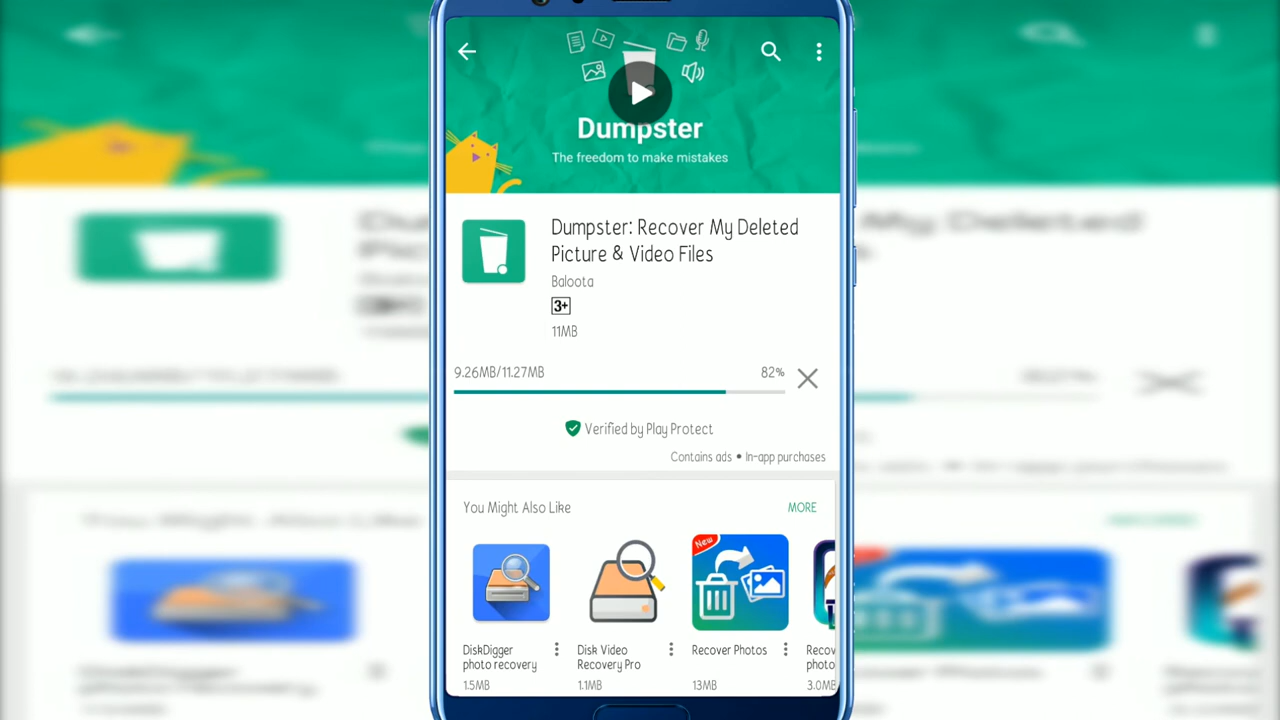 Dumpster
The freedom to make mistakes
Dumpster: Recover My Deleted
Picture & Video Files
Baloota
3+
11MB
9.26MB/11.27MB
82%
Verified by Play Protect
Contains ads • In-app purchases
You Might Also Like
MORE
New
DiskDigger
photo recovery
1.5MB
Disk Video
Recovery Pro
1.1MB
Recover Photos
13MB
Recov
photo
3.0MB